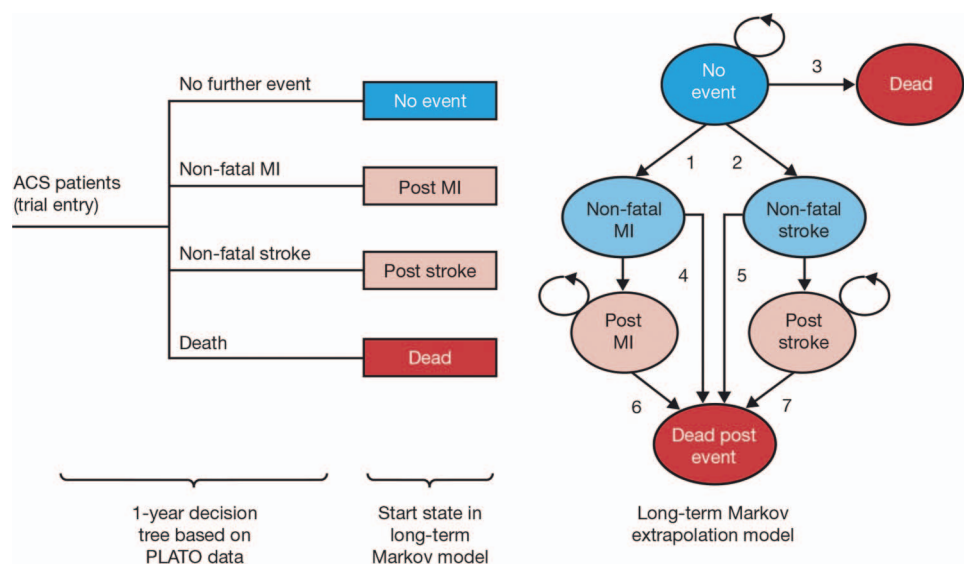 ACS patients
(trial entry)
No further event
Non-fatal MI
Non-fatal stroke
Death
No event
Post MI
Post stroke
Dead
1-year decision
tree based on
PLATO data
Start state in
long-term
Markov model
No
event
3
Dead
1
2
Non-fatal
MI
Non-fatal
stroke
4
5
Post
MI
Post
stroke
6
7
Dead post
event
Long-term Markov
extrapolation model